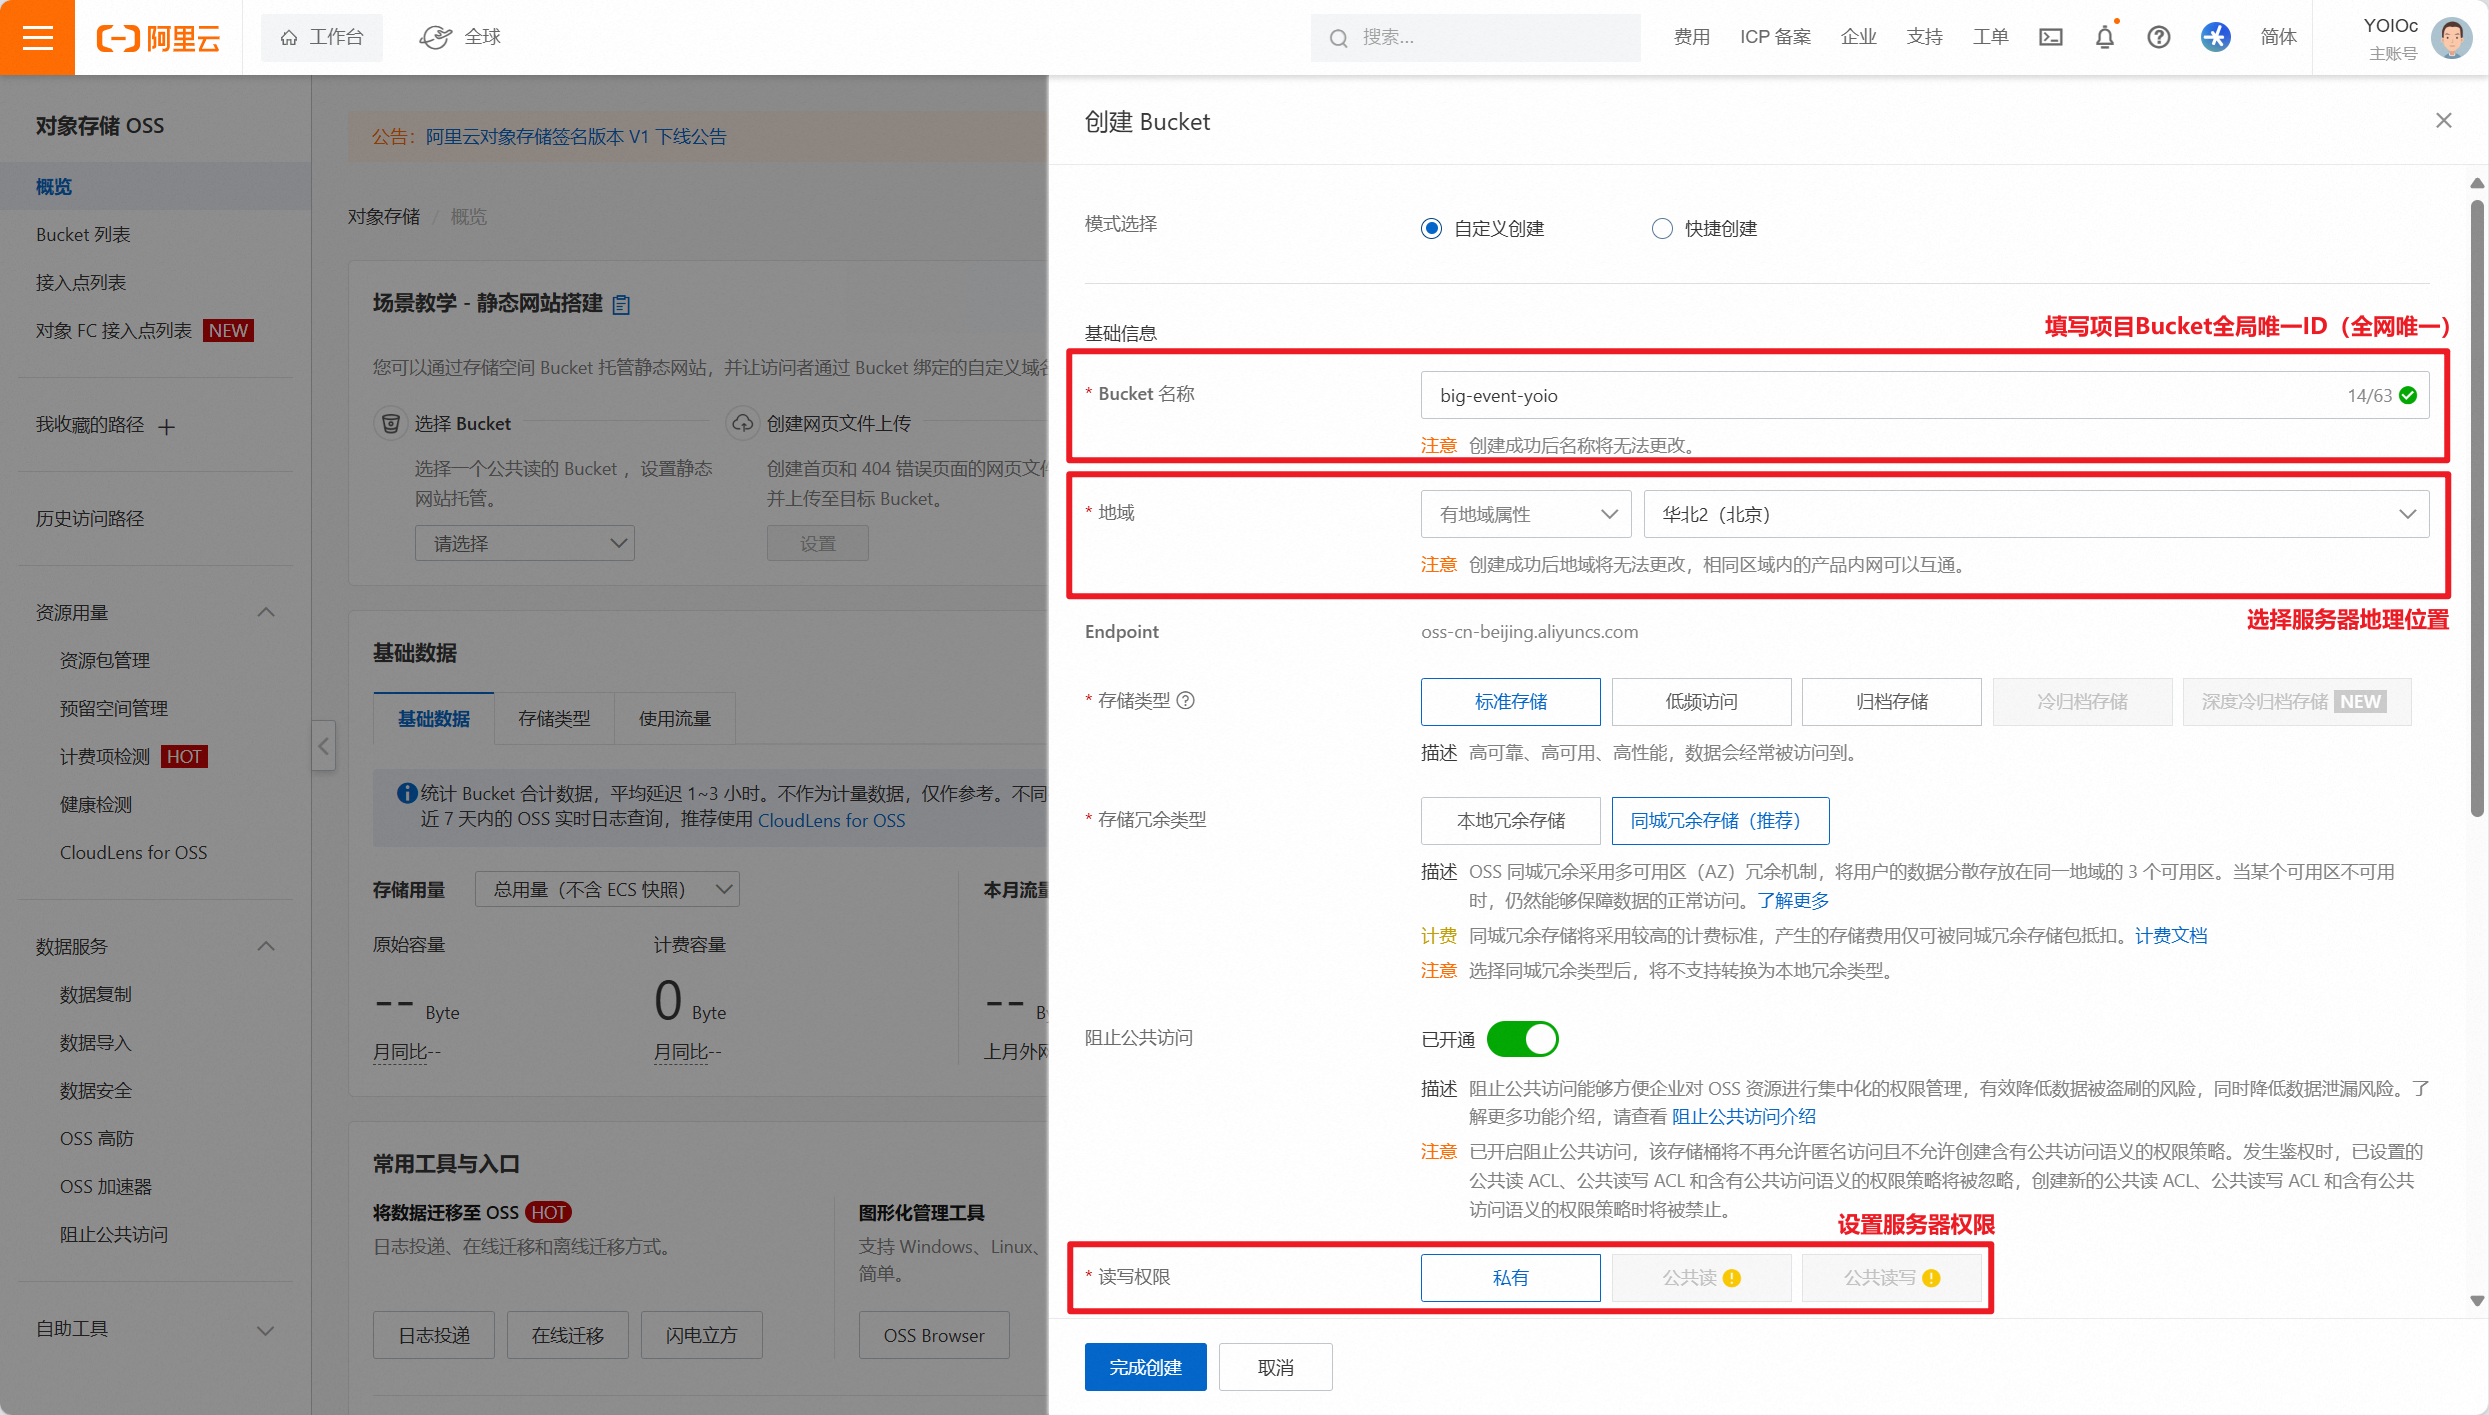 阿里云
工作台
全球
搜索...
费用
ICP 备案
企业
支持
工单
简体
YOIOc
主账号
对象存储 OSS
概览
Bucket 列表
接入点列表
对象 FC 接入点列表 NEW
我收藏的路径
历史访问路径
资源用量
资源包管理
预留空间管理
计费项检测 HOT
健康检测
CloudLens for OSS
数据服务
数据复制
数据导入
数据安全
OSS 高防
OSS 加速器
阻止公共访问
自助工具
公告：阿里云对象存储签名版本 V1 下线公告
对象存储 / 概览
场景教学 - 静态网站搭建
您可以通过存储空间 Bucket 托管静态网站，并让访问者通过 Bucket 绑定的自定义域名
选择 Bucket
选择一个公共读的 Bucket ，设置静态
网站托管。
请选择
创建网页文件上传
创建首页和 404 错误页面的网页文件
并上传至目标 Bucket。
设置
基础数据
基础数据
存储类型
使用流量
统计 Bucket 合计数据，平均延迟 1~3 小时。不作为计量数据，仅作参考。不同
近 7 天内的 OSS 实时日志查询，推荐使用 CloudLens for OSS
存储用量
总用量（不含 ECS 快照）
本月流量
原始容量
计费容量
-- Byte
0 Byte
-- B
月同比--
月同比--
上月外网
常用工具与入口
将数据迁移至 OSS HOT
日志投递、在线迁移和离线迁移方式。
日志投递
在线迁移
闪电立方
图形化管理工具
支持 Windows、Linux、
简单。
OSS Browser
创建 Bucket
模式选择
自定义创建
快捷创建
基础信息
填写项目Bucket全局唯一ID（全网唯一）
* Bucket 名称
big-event-yoio
14/63
注意 创建成功后名称将无法更改。
* 地域
有地域属性
华北2（北京）
注意 创建成功后地域将无法更改，相同区域内的产品内网可以互通。
选择服务器地理位置
Endpoint
oss-cn-beijing.aliyuncs.com
* 存储类型
标准存储
低频访问
归档存储
冷归档存储
深度冷归档存储 NEW
描述 高可靠、高可用、高性能，数据会经常被访问到。
* 存储冗余类型
本地冗余存储
同城冗余存储（推荐）
描述 OSS 同城冗余采用多可用区（AZ）冗余机制，将用户的数据分散存放在同一地域的 3 个可用区。当某个可用区不可用
时，仍然能够保障数据的正常访问。了解更多
计费 同城冗余存储将采用较高的计费标准，产生的存储费用仅可被同城冗余存储包抵扣。计费文档
注意 选择同城冗余类型后，将不支持转换为本地冗余类型。
阻止公共访问
已开通
描述 阻止公共访问能够方便企业对 OSS 资源进行集中化的权限管理，有效降低数据被盗刷的风险，同时降低数据泄漏风险。了
解更多功能介绍，请查看 阻止公共访问介绍
注意 已开启阻止公共访问，该存储桶将不再允许匿名访问且不允许创建含有公共访问语义的权限策略。发生鉴权时，已设置的
公共读 ACL、公共读写 ACL 和含有公共访问语义的权限策略将被忽略，创建新的公共读 ACL、公共读写 ACL 和含有公共
访问语义的权限策略时将被禁止。
设置服务器权限
* 读写权限
私有
公共读
公共读写
完成创建
取消